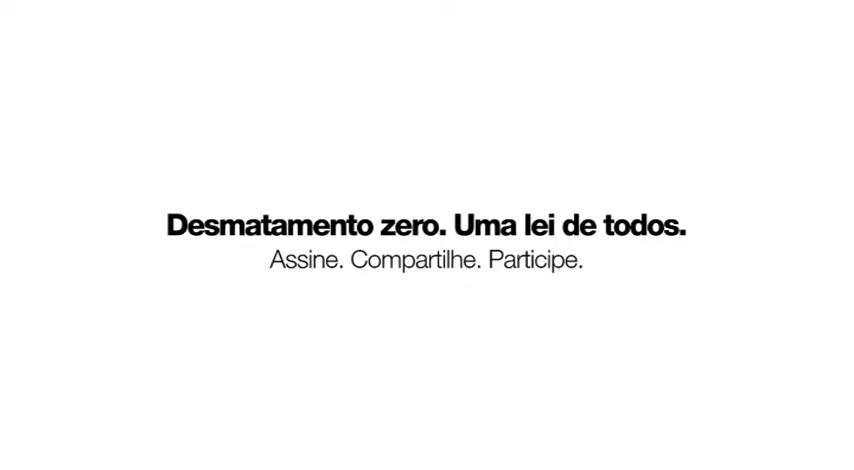 Desmatamento zero. Uma lei de todos.
Assine. Compartilhe. Participe.